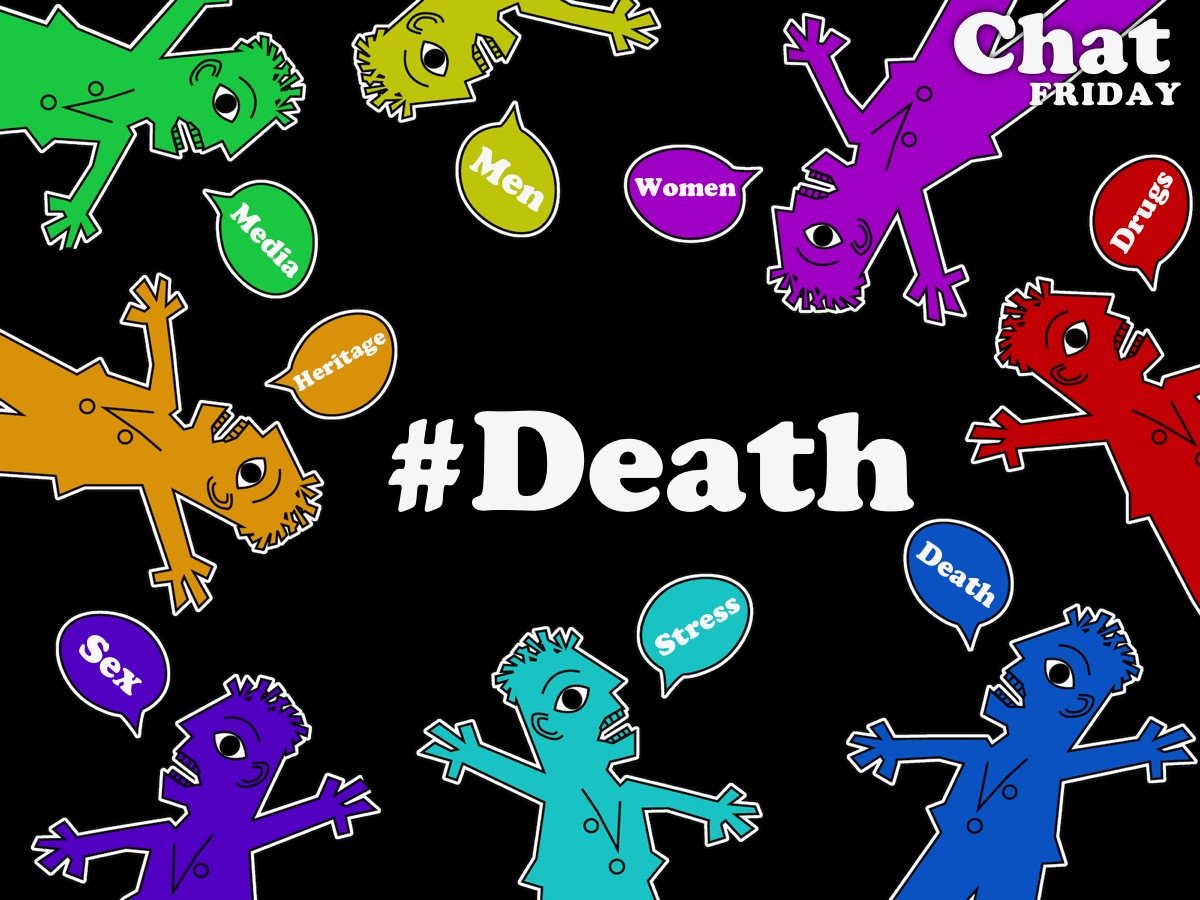 Chat
FRIDAY
Men
Women
Drugs
Media
Heritage
#Death
Death
Stress
Sex